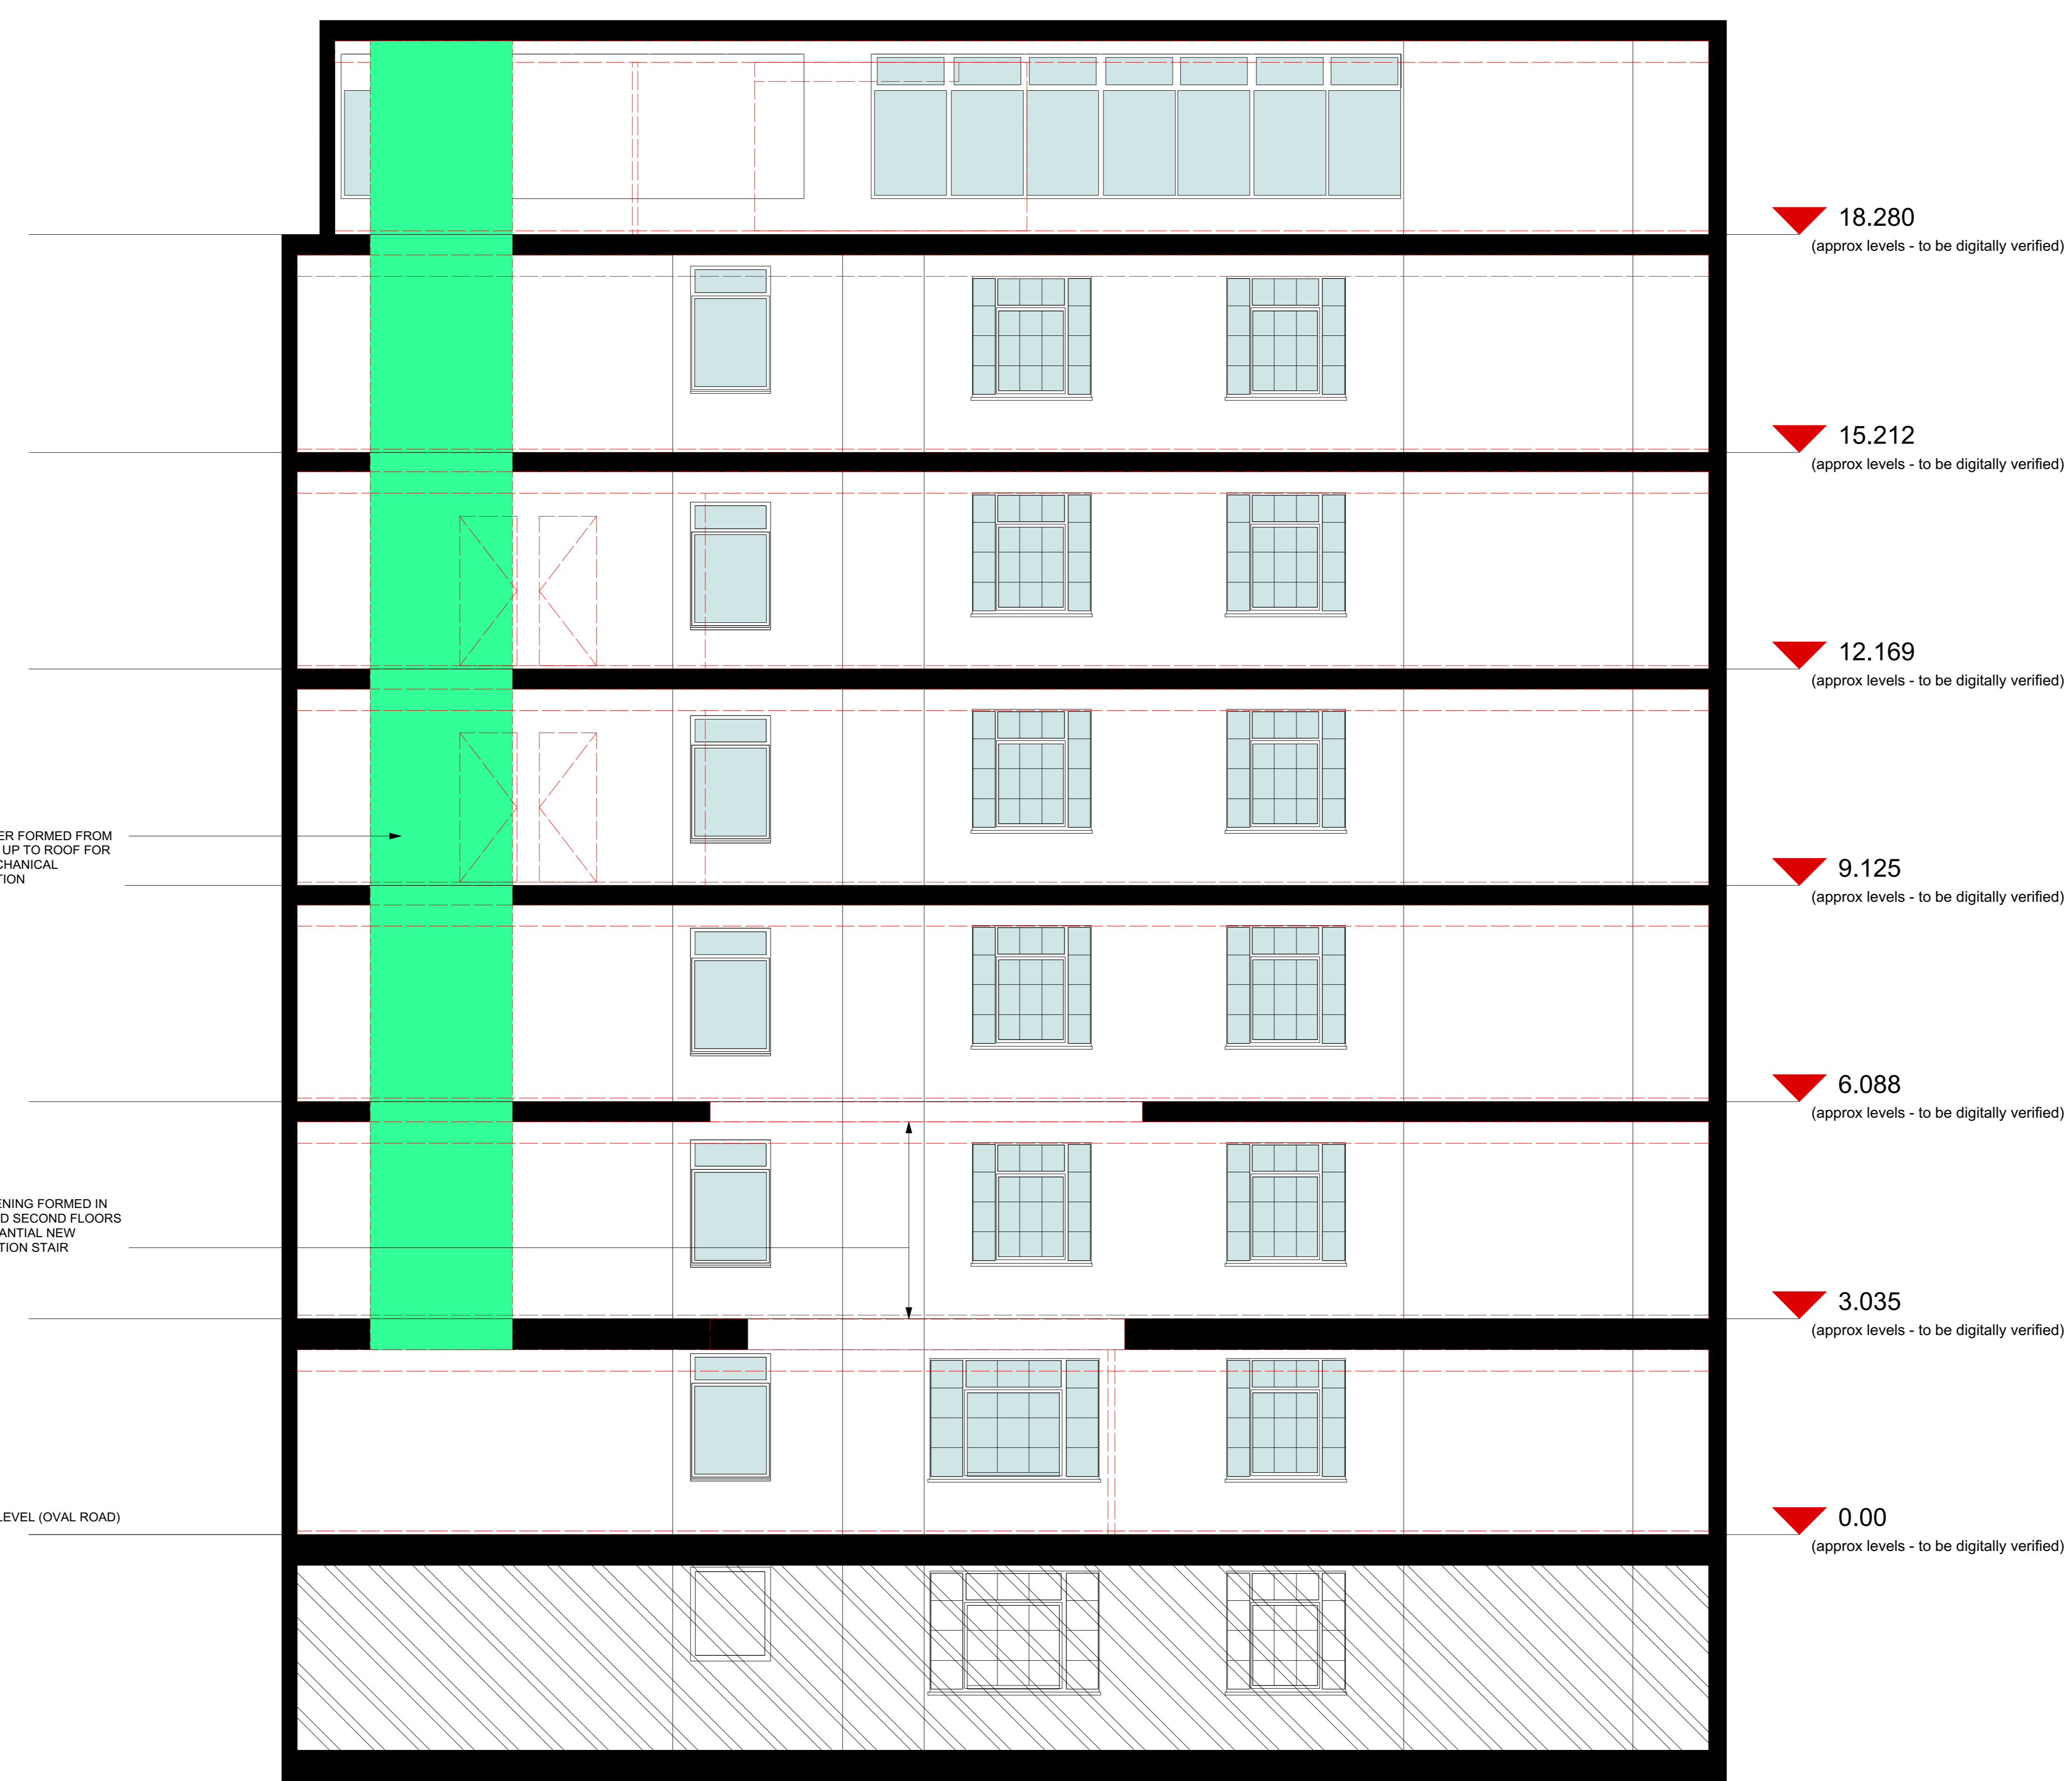 18.280
(approx levels - to be digitally verified)
15.212
(approx levels - to be digitally verified)
12.169
(approx levels - to be digitally verified)
ER FORMED FROM
UP TO ROOF FOR
CHANICAL
TION
9.125
(approx levels - to be digitally verified)
6.088
(approx levels - to be digitally verified)
ENING FORMED IN
D SECOND FLOORS
ANTIAL NEW
TION STAIR
3.035
(approx levels - to be digitally verified)
LEVEL (OVAL ROAD)
0.00
(approx levels - to be digitally verified)